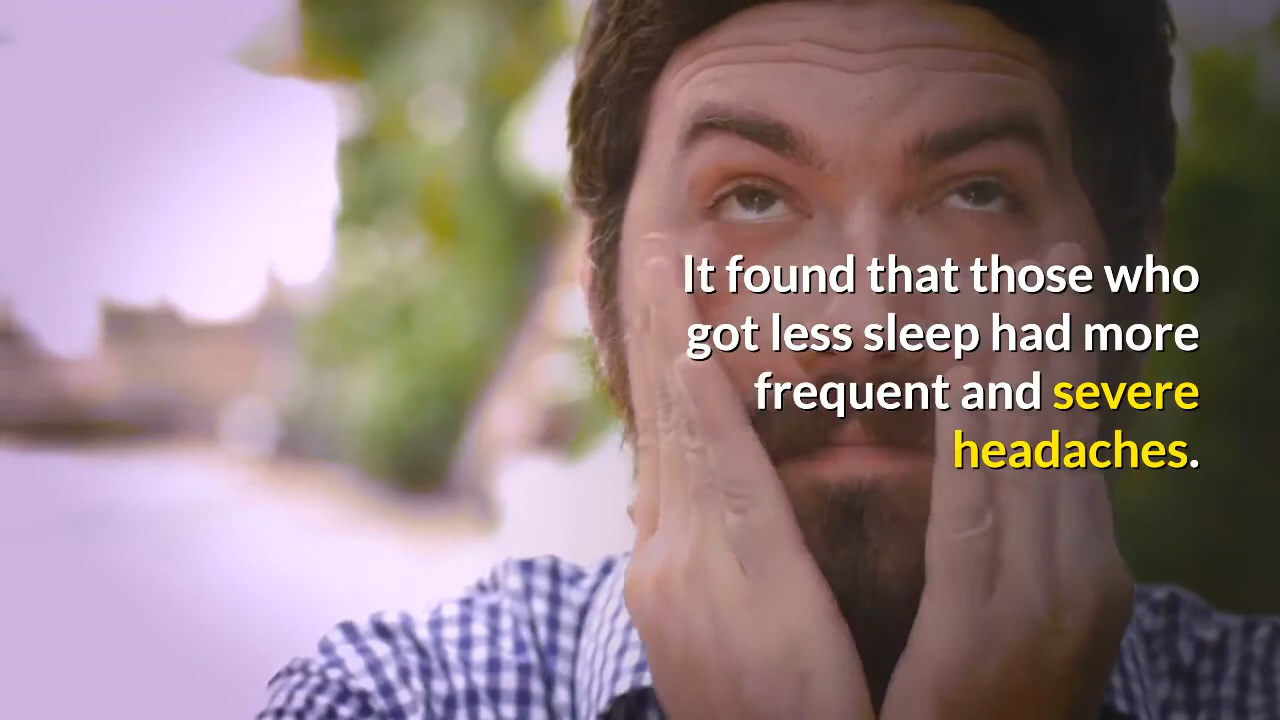 It found that those who
got less sleep had more
frequent and severe
headaches.